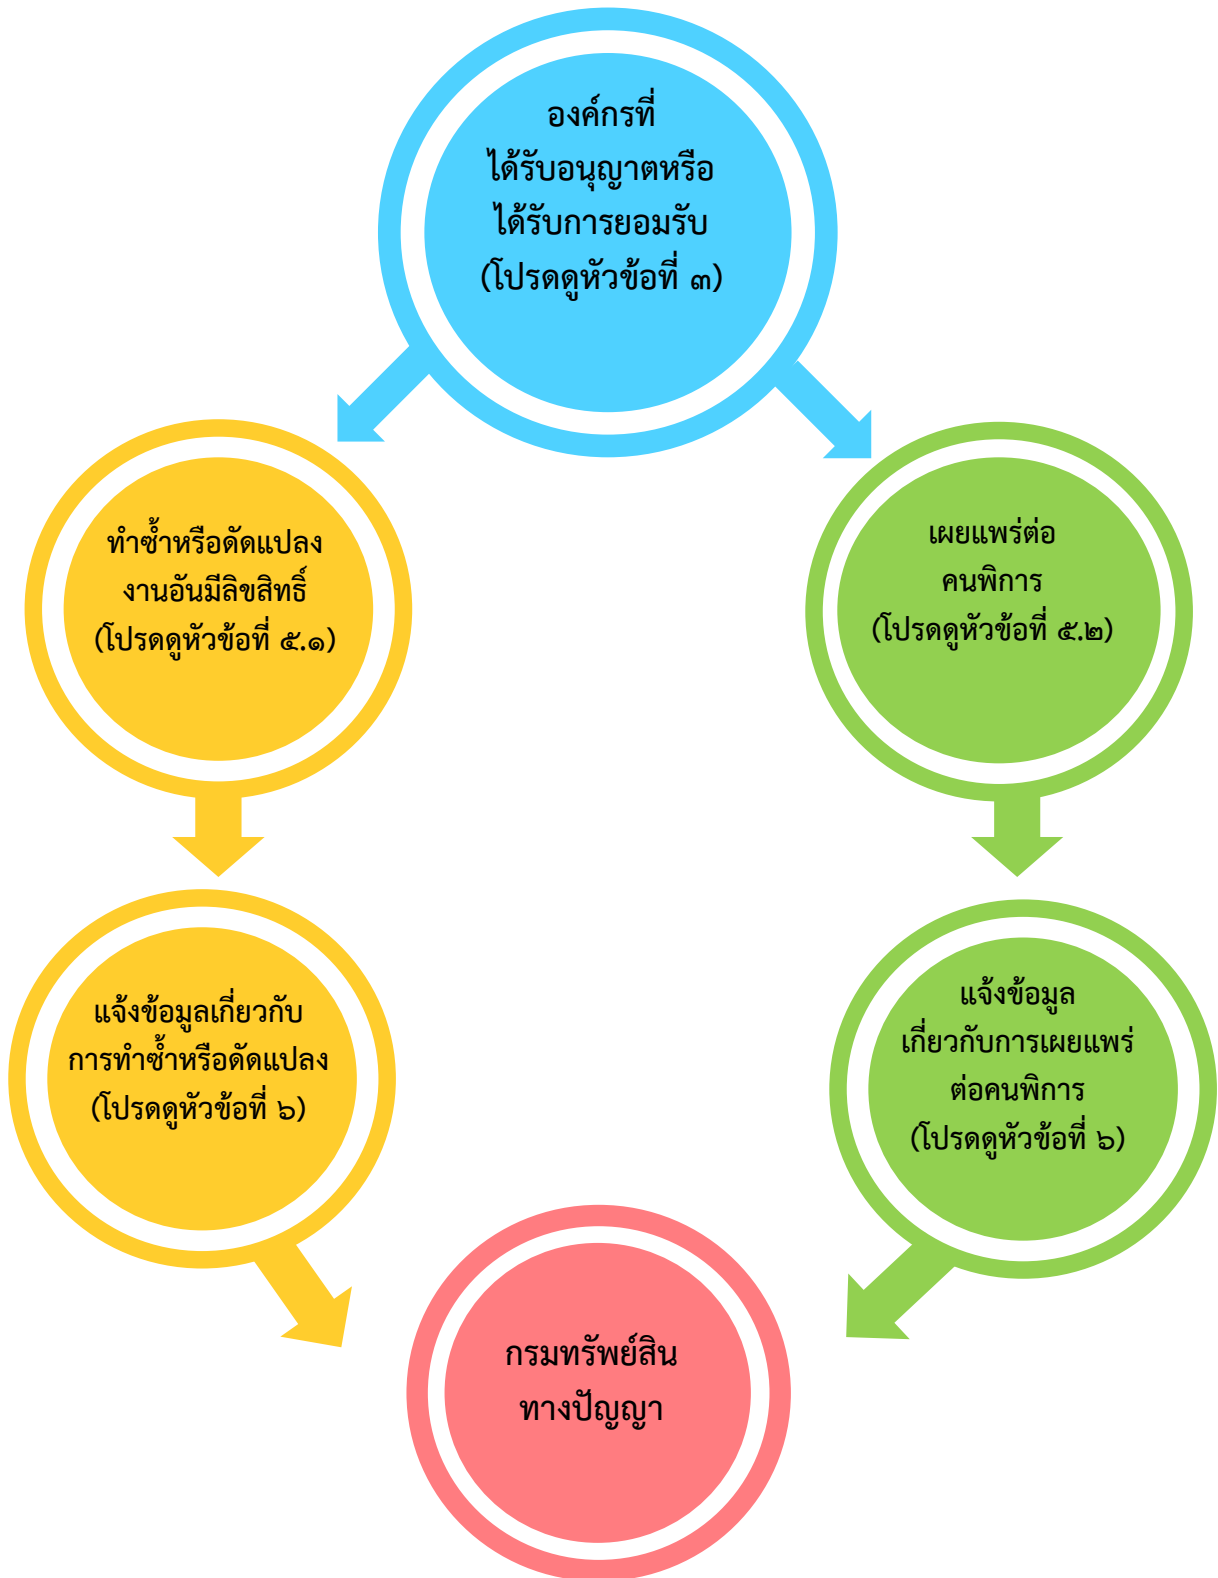 องค์กรที่
ได้รับอนุญาตหรือ
ได้รับการยอมรับ
(โปรดดูหัวข้อที่ ๓)
ทำซ้ำหรือดัดแปลง
งานอันมีลิขสิทธิ์
(โปรดดูหัวข้อที่ ๕.๑)
เผยแพร่ต่อ
คนพิการ
(โปรดดูหัวข้อที่ ๕.๒)
แจ้งข้อมูลเกี่ยวกับ
การทำซ้ำหรือดัดแปลง
(โปรดดูหัวข้อที่ ๖)
แจ้งข้อมูล
เกี่ยวกับการเผยแพร่
ต่อคนพิการ
(โปรดดูหัวข้อที่ ๖)
กรมทรัพย์สิน
ทางปัญญา